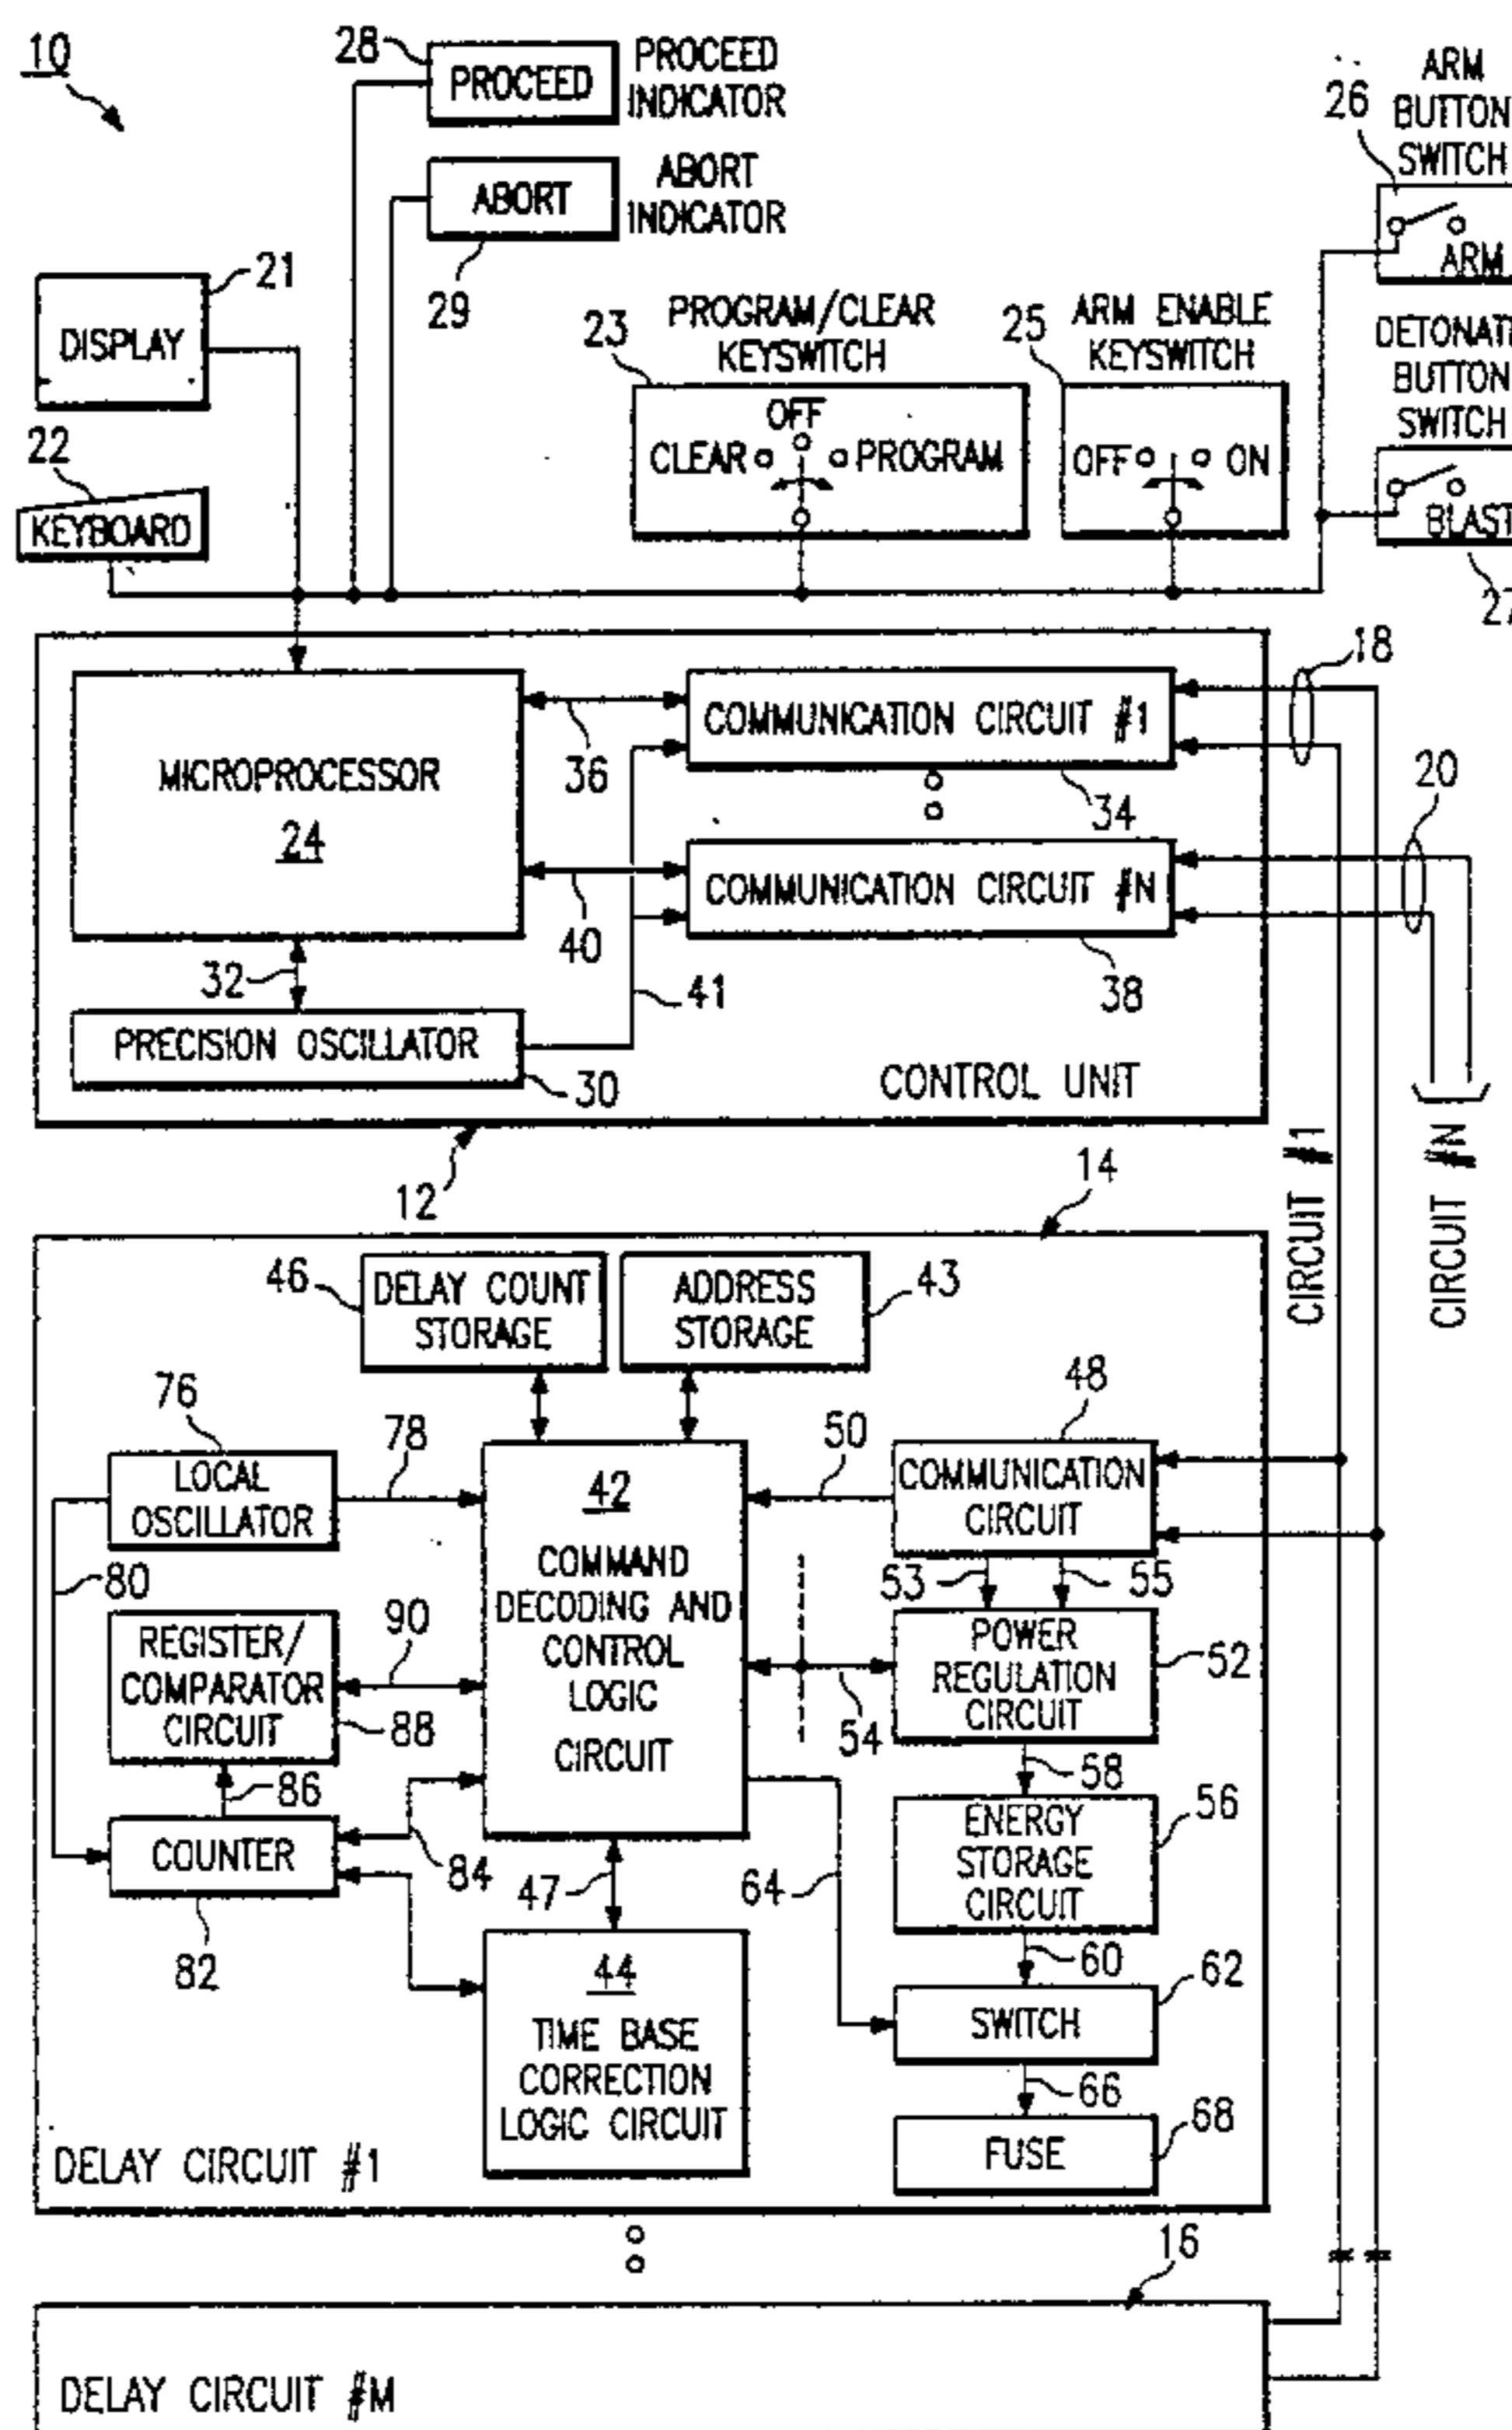 10
28
PROCEED
PROCEED
INDICATOR
ABORT
ABORT
INDICATOR
29
ARM
BUTTON
SWITCH
26
ARM
21
DISPLAY
22
KEYBOARD
PROGRAM/CLEAR
KEYSWITCH
23
OFF
CLEAR
PROGRAM
25
ARM ENABLE
KEYSWITCH
OFF
ON
DETONATE
BUTTON
SWITCH
BLAST
27
MICROPROCESSOR
24
36
COMMUNICATION CIRCUIT #1
34
18
40
COMMUNICATION CIRCUIT #N
38
20
32
41
PRECISION OSCILLATOR
30
CONTROL UNIT
12
CIRCUIT #1
CIRCUIT #N
14
46
DELAY COUNT
STORAGE
ADDRESS
STORAGE
43
76
LOCAL
OSCILLATOR
78
42
COMMAND
DECODING AND
CONTROL
LOGIC
CIRCUIT
50
48
COMMUNICATION
CIRCUIT
80
53
55
REGISTER/
COMPARATOR
CIRCUIT
90
88
POWER
REGULATION
CIRCUIT
52
54
86
58
COUNTER
82
84
47
64
ENERGY
STORAGE
CIRCUIT
56
60
44
TIME BASE
CORRECTION
LOGIC CIRCUIT
SWITCH
62
66
FUSE
68
DELAY CIRCUIT #1
16
DELAY CIRCUIT #M